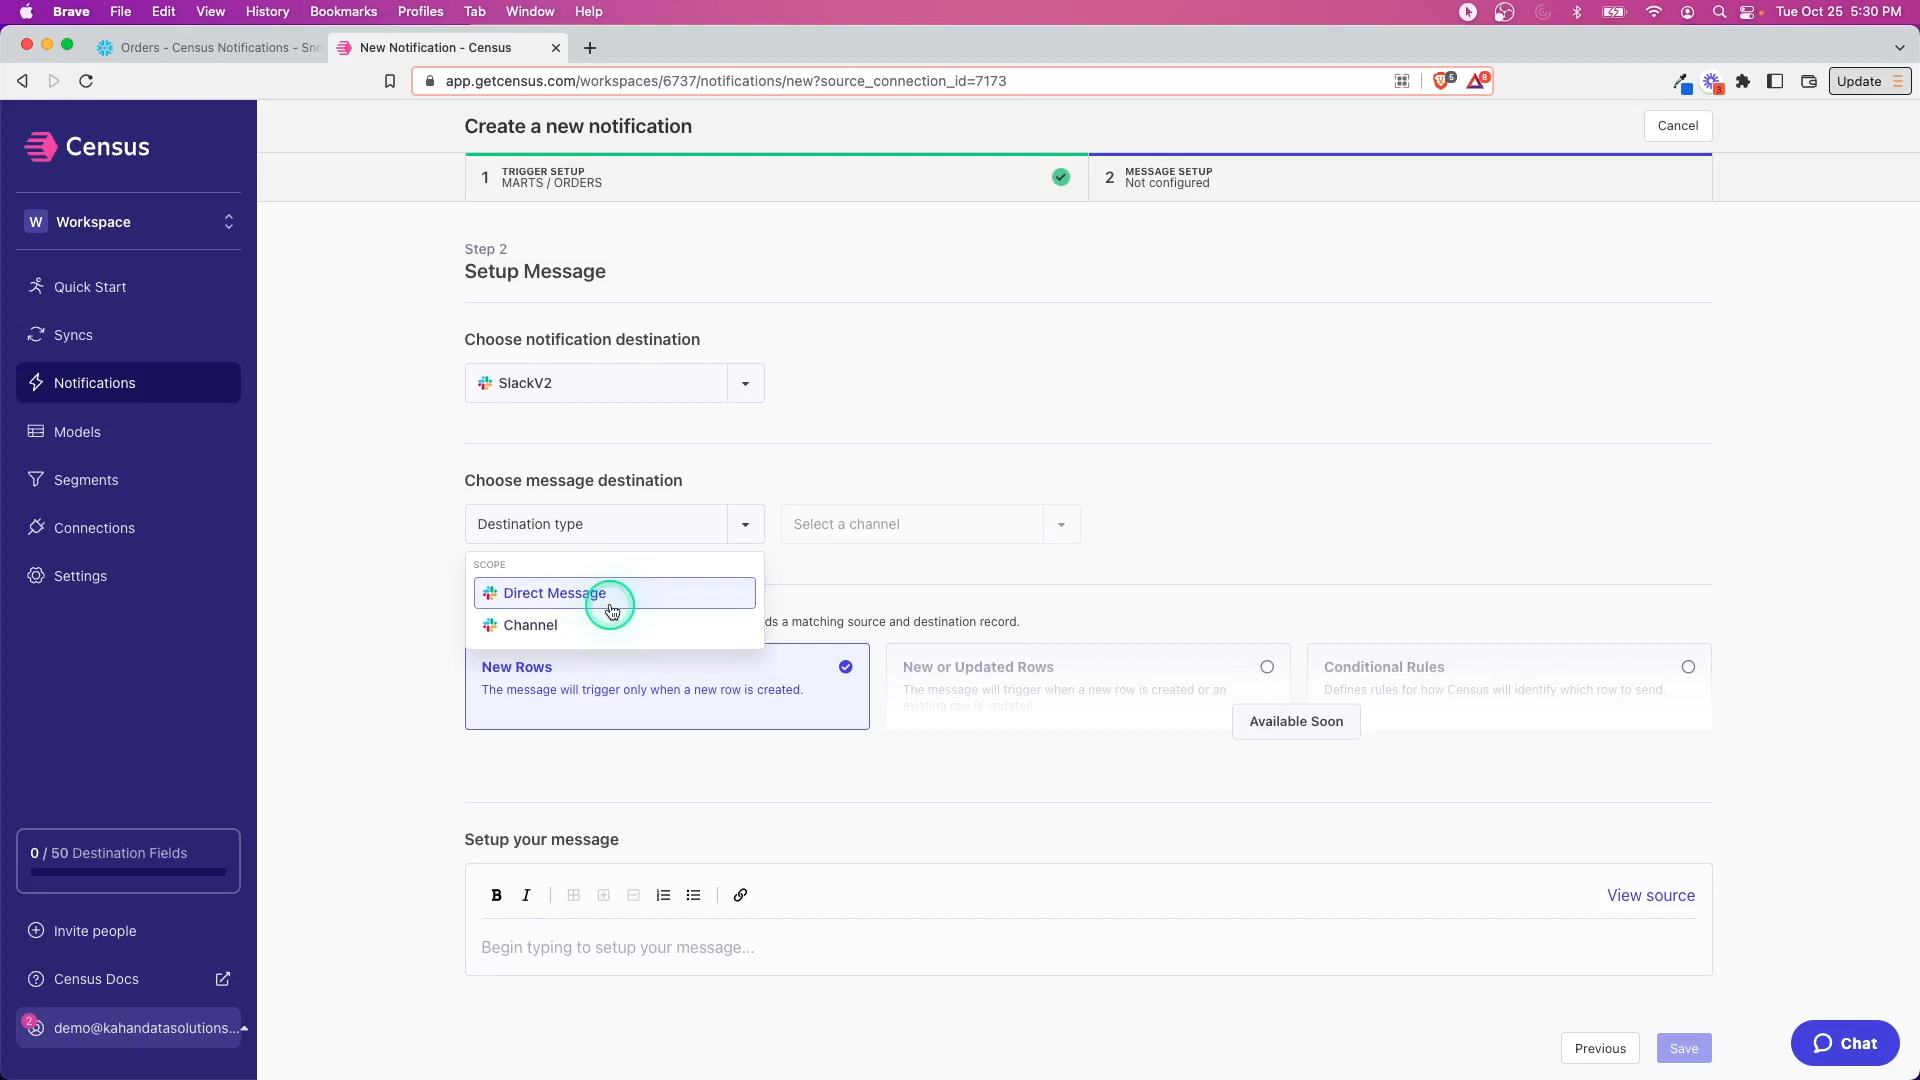 Brave File Edit View History Bookmarks Profiles Tab Window Help
Tue Oct 25 5:30 PM
Orders - Census Notifications - Sno
New Notification - Census
app.getcensus.com/workspaces/6737/notifications/new?source_connection_id=7173
5
8
3
Update
Census
Create a new notification
Cancel
1 TRIGGER SETUP
MARTS / ORDERS
2 MESSAGE SETUP
Not configured
W Workspace
Quick Start
Syncs
Notifications
Models
Segments
Connections
Settings
Step 2
Setup Message
Choose notification destination
SlackV2
Choose message destination
Destination type
Select a channel
SCOPE
Direct Message
Channel
ds a matching source and destination record.
New Rows
The message will trigger only when a new row is created.
New or Updated Rows
The message will trigger when a new row is created or an
existing row is updated
Conditional Rules
Defines rules for how Census will identify which row to send.
Available Soon
Setup your message
B I
View source
Begin typing to setup your message...
0 / 50 Destination Fields
Invite people
Census Docs
2
demo@kahandatasolutions...
Previous
Save
Chat